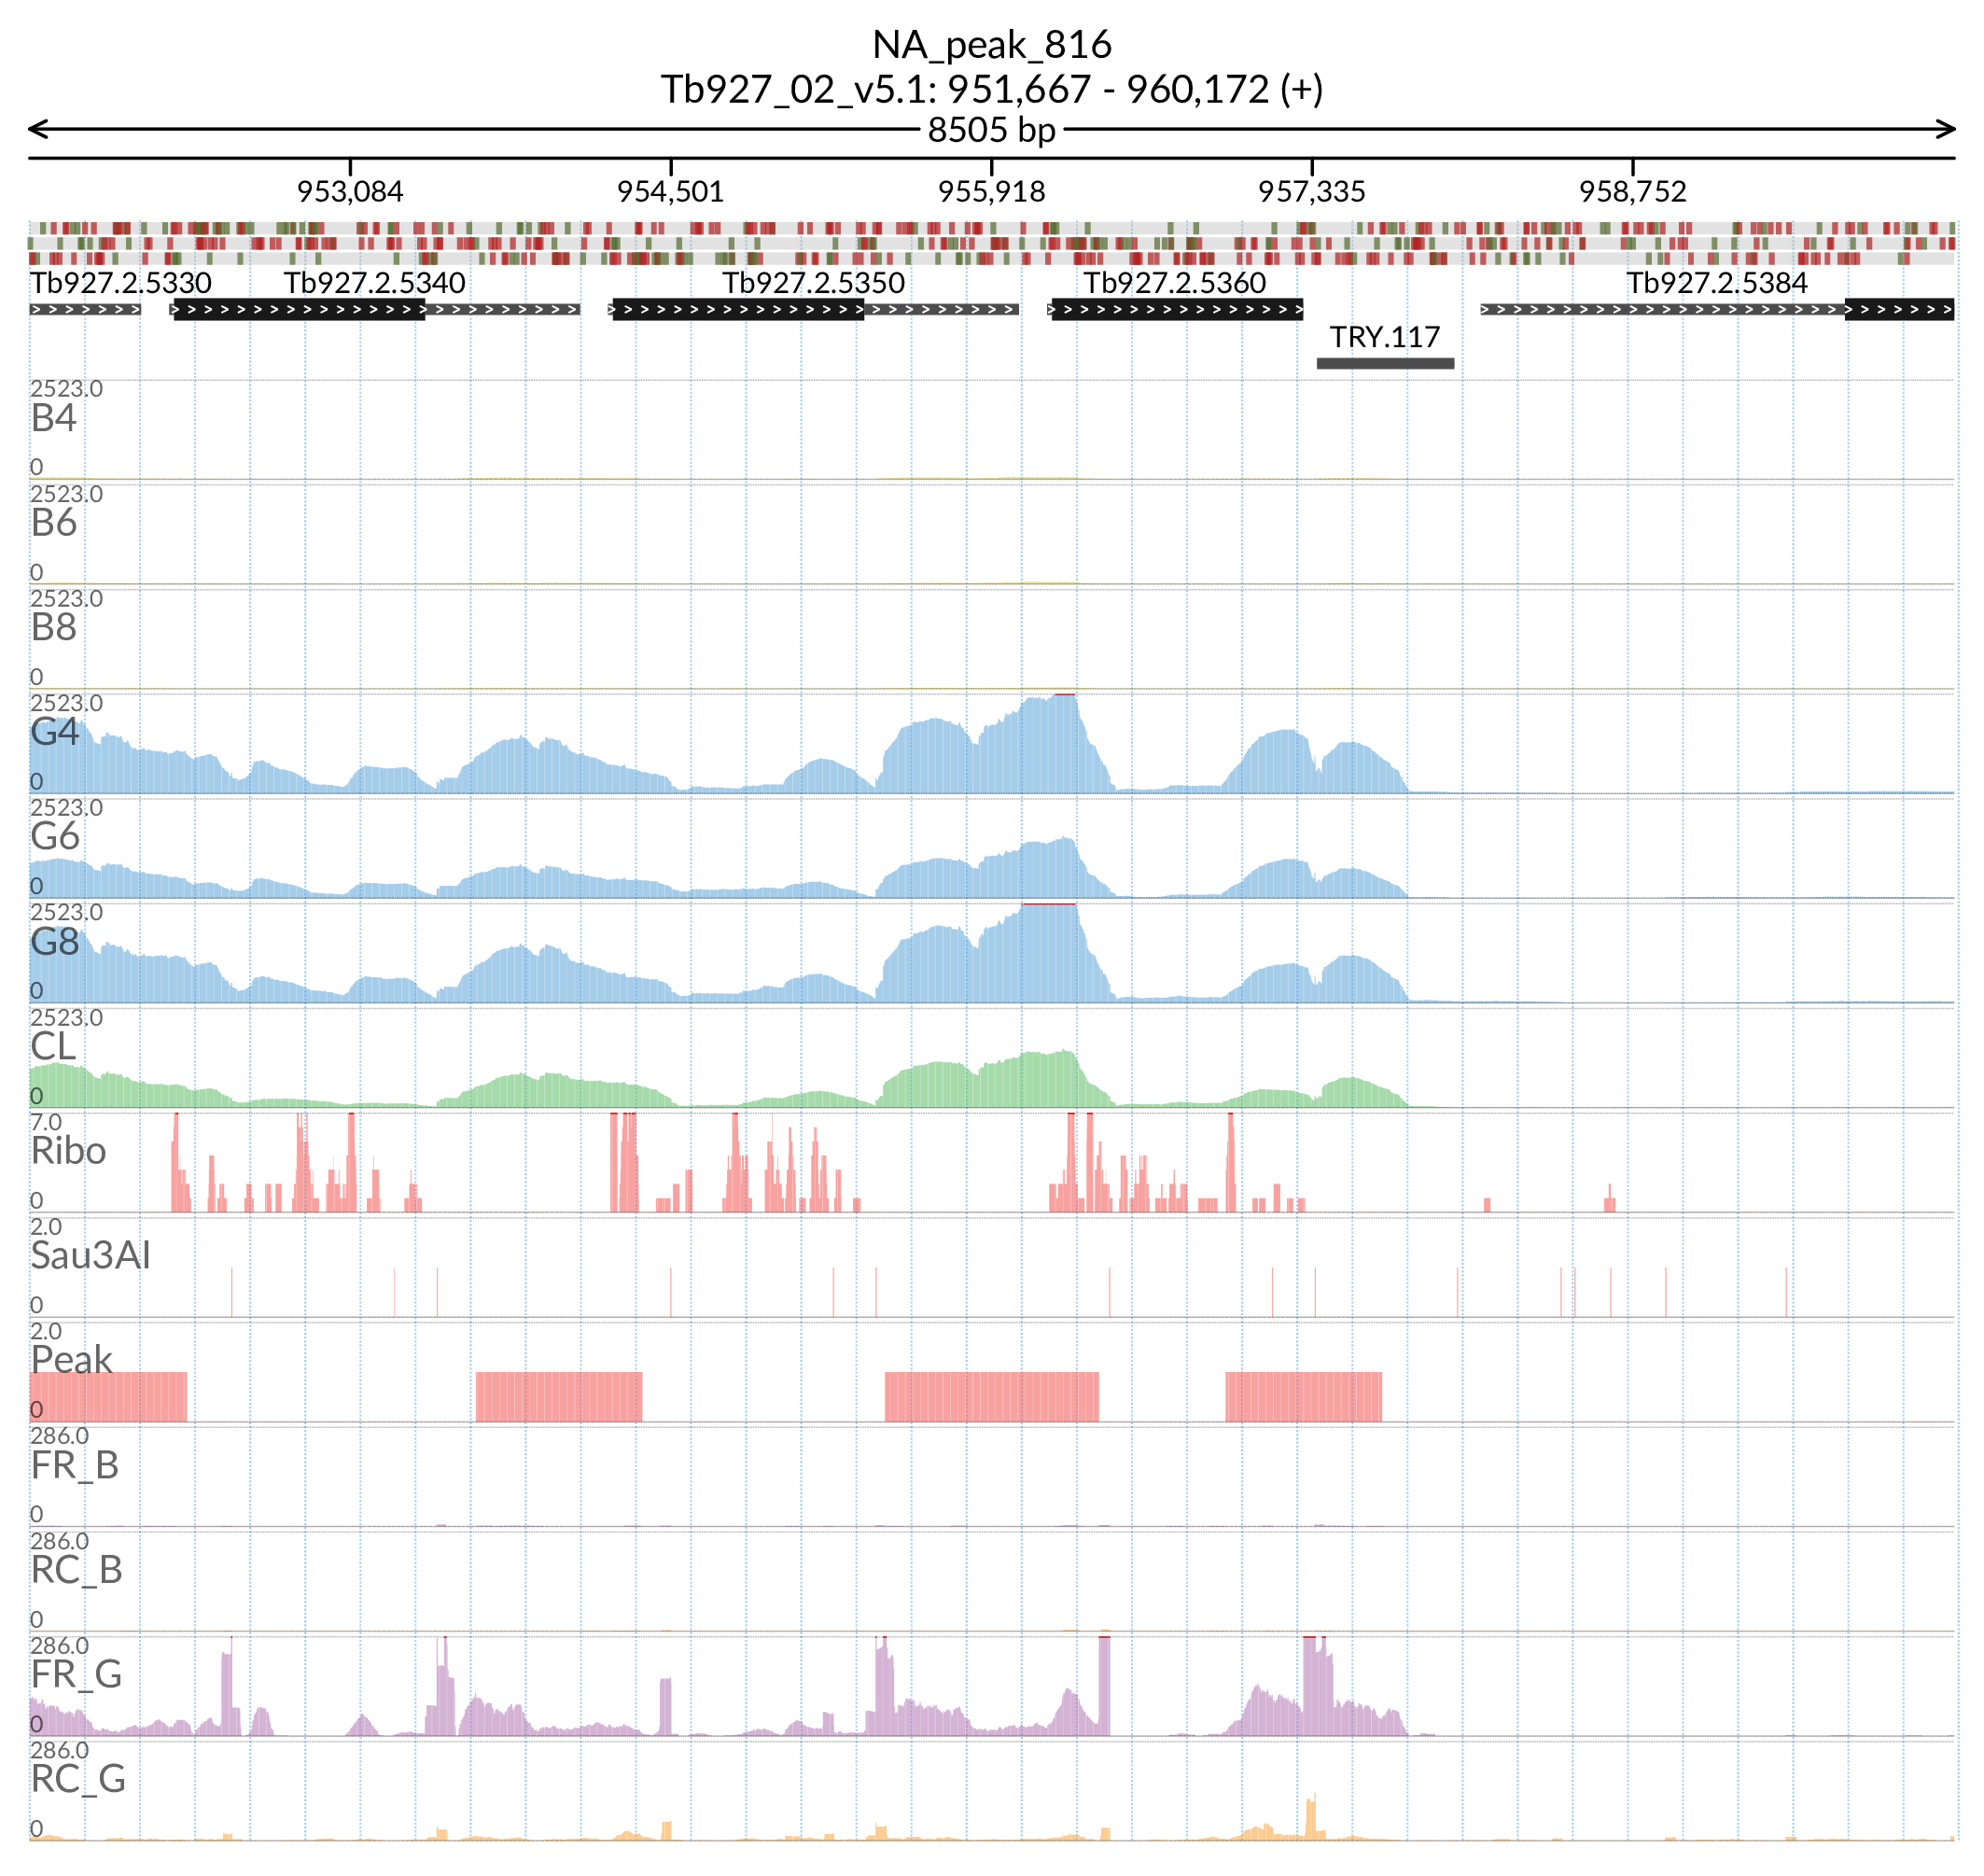 NA_peak_816
Tb927_02_v5.1: 951,667 - 960,172 (+)
8505 bp
953,084 954,501 955,918 957,335 958,752
Tb927.2.5330 Tb927.2.5340 Tb927.2.5350 Tb927.2.5360 Tb927.2.5384
TRY.117
2523.0
B4
0
2523.0
B6
0
2523.0
B8
0
2523.0
G4
0
2523.0
G6
0
2523.0
G8
0
2523.0
CL
0
7.0
Ribo
0
2.0
Sau3AI
0
2.0
Peak
0
286.0
FR_B
0
286.0
RC_B
0
286.0
FR_G
0
286.0
RC_G
0